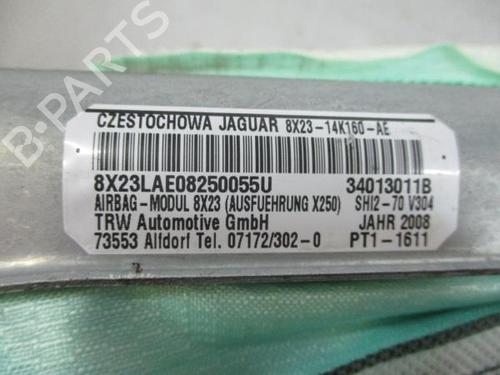 B-PARTS
CZESTOCHOWA JAGUAR 8X23-14K160-AE
8X23LAE08250055U 34013011B
AIRBAG-MODUL 8X23 (AUSFUEHRUNG X250) SHI2-70 V304
TRW Automotive GmbH JAHR 2008
73553 Alfdorf Tel. 07172/302-0 PT1-1611